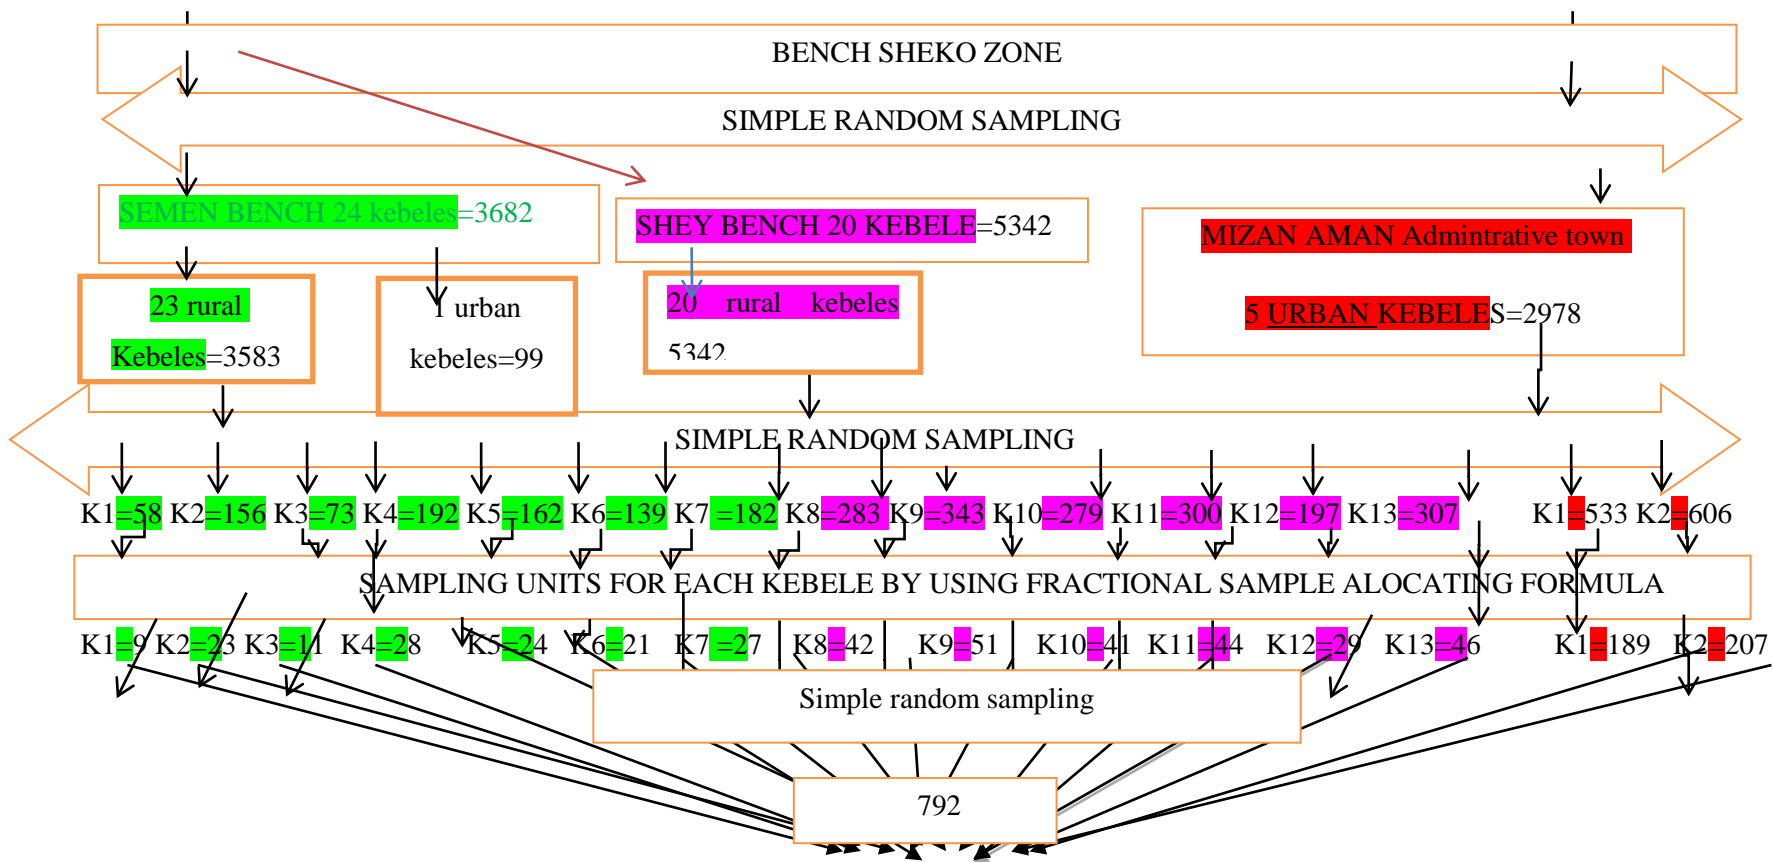 BENCH SHEKO ZONE
SIMPLE RANDOM SAMPLING
SEMEN BENCH 24 kebeles=3682
SHEY BENCH 20 KEBELE=5342
MIZAN AMAN Admintrative town
5 URBAN KEBELES=2978
23 rural
Kebeles=3583
1 urban
kebeles=99
20 rural kebeles
5342
SIMPLE RANDOM SAMPLING
K1=58 K2=156 K3=73 K4=192 K5=162 K6=139 K7 =182 K8=283 K9=343 K10=279 K11=300 K12=197 K13=307 K1=533 K2=606
SAMPLING UNITS FOR EACH KEBELE BY USING FRACTIONAL SAMPLE ALOCATING FORMULA
K1=9 K2=23 K3=11 K4=28 K5=24 K6=21 K7=27 K8=42 K9=51 K10=41 K11=44 K12=29 K13=46 K1=189 K2=207
Simple random sampling
792